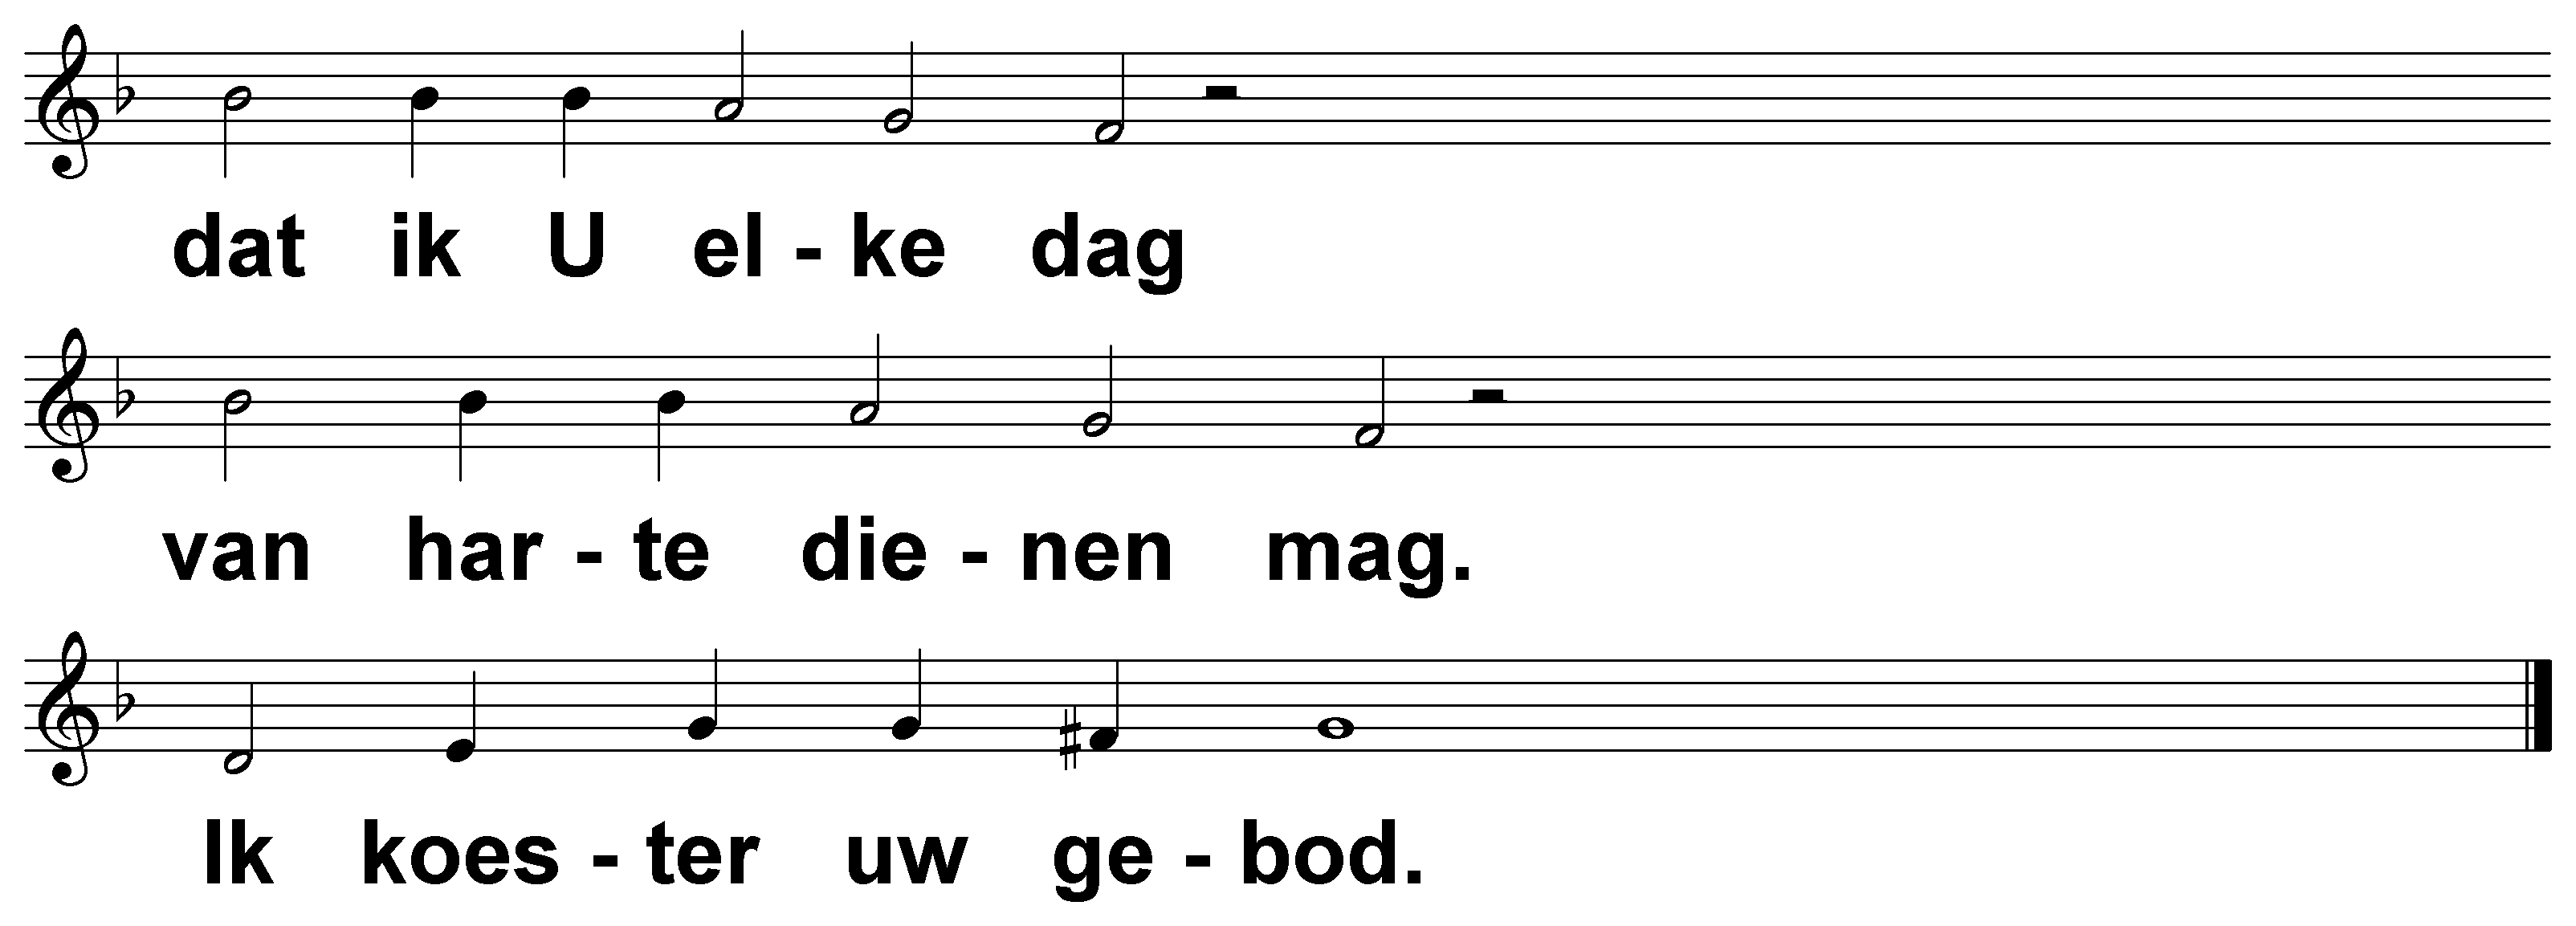 dat ik U el - ke dag
van har - te die - nen mag.
Ik koes - ter uw ge - bod.